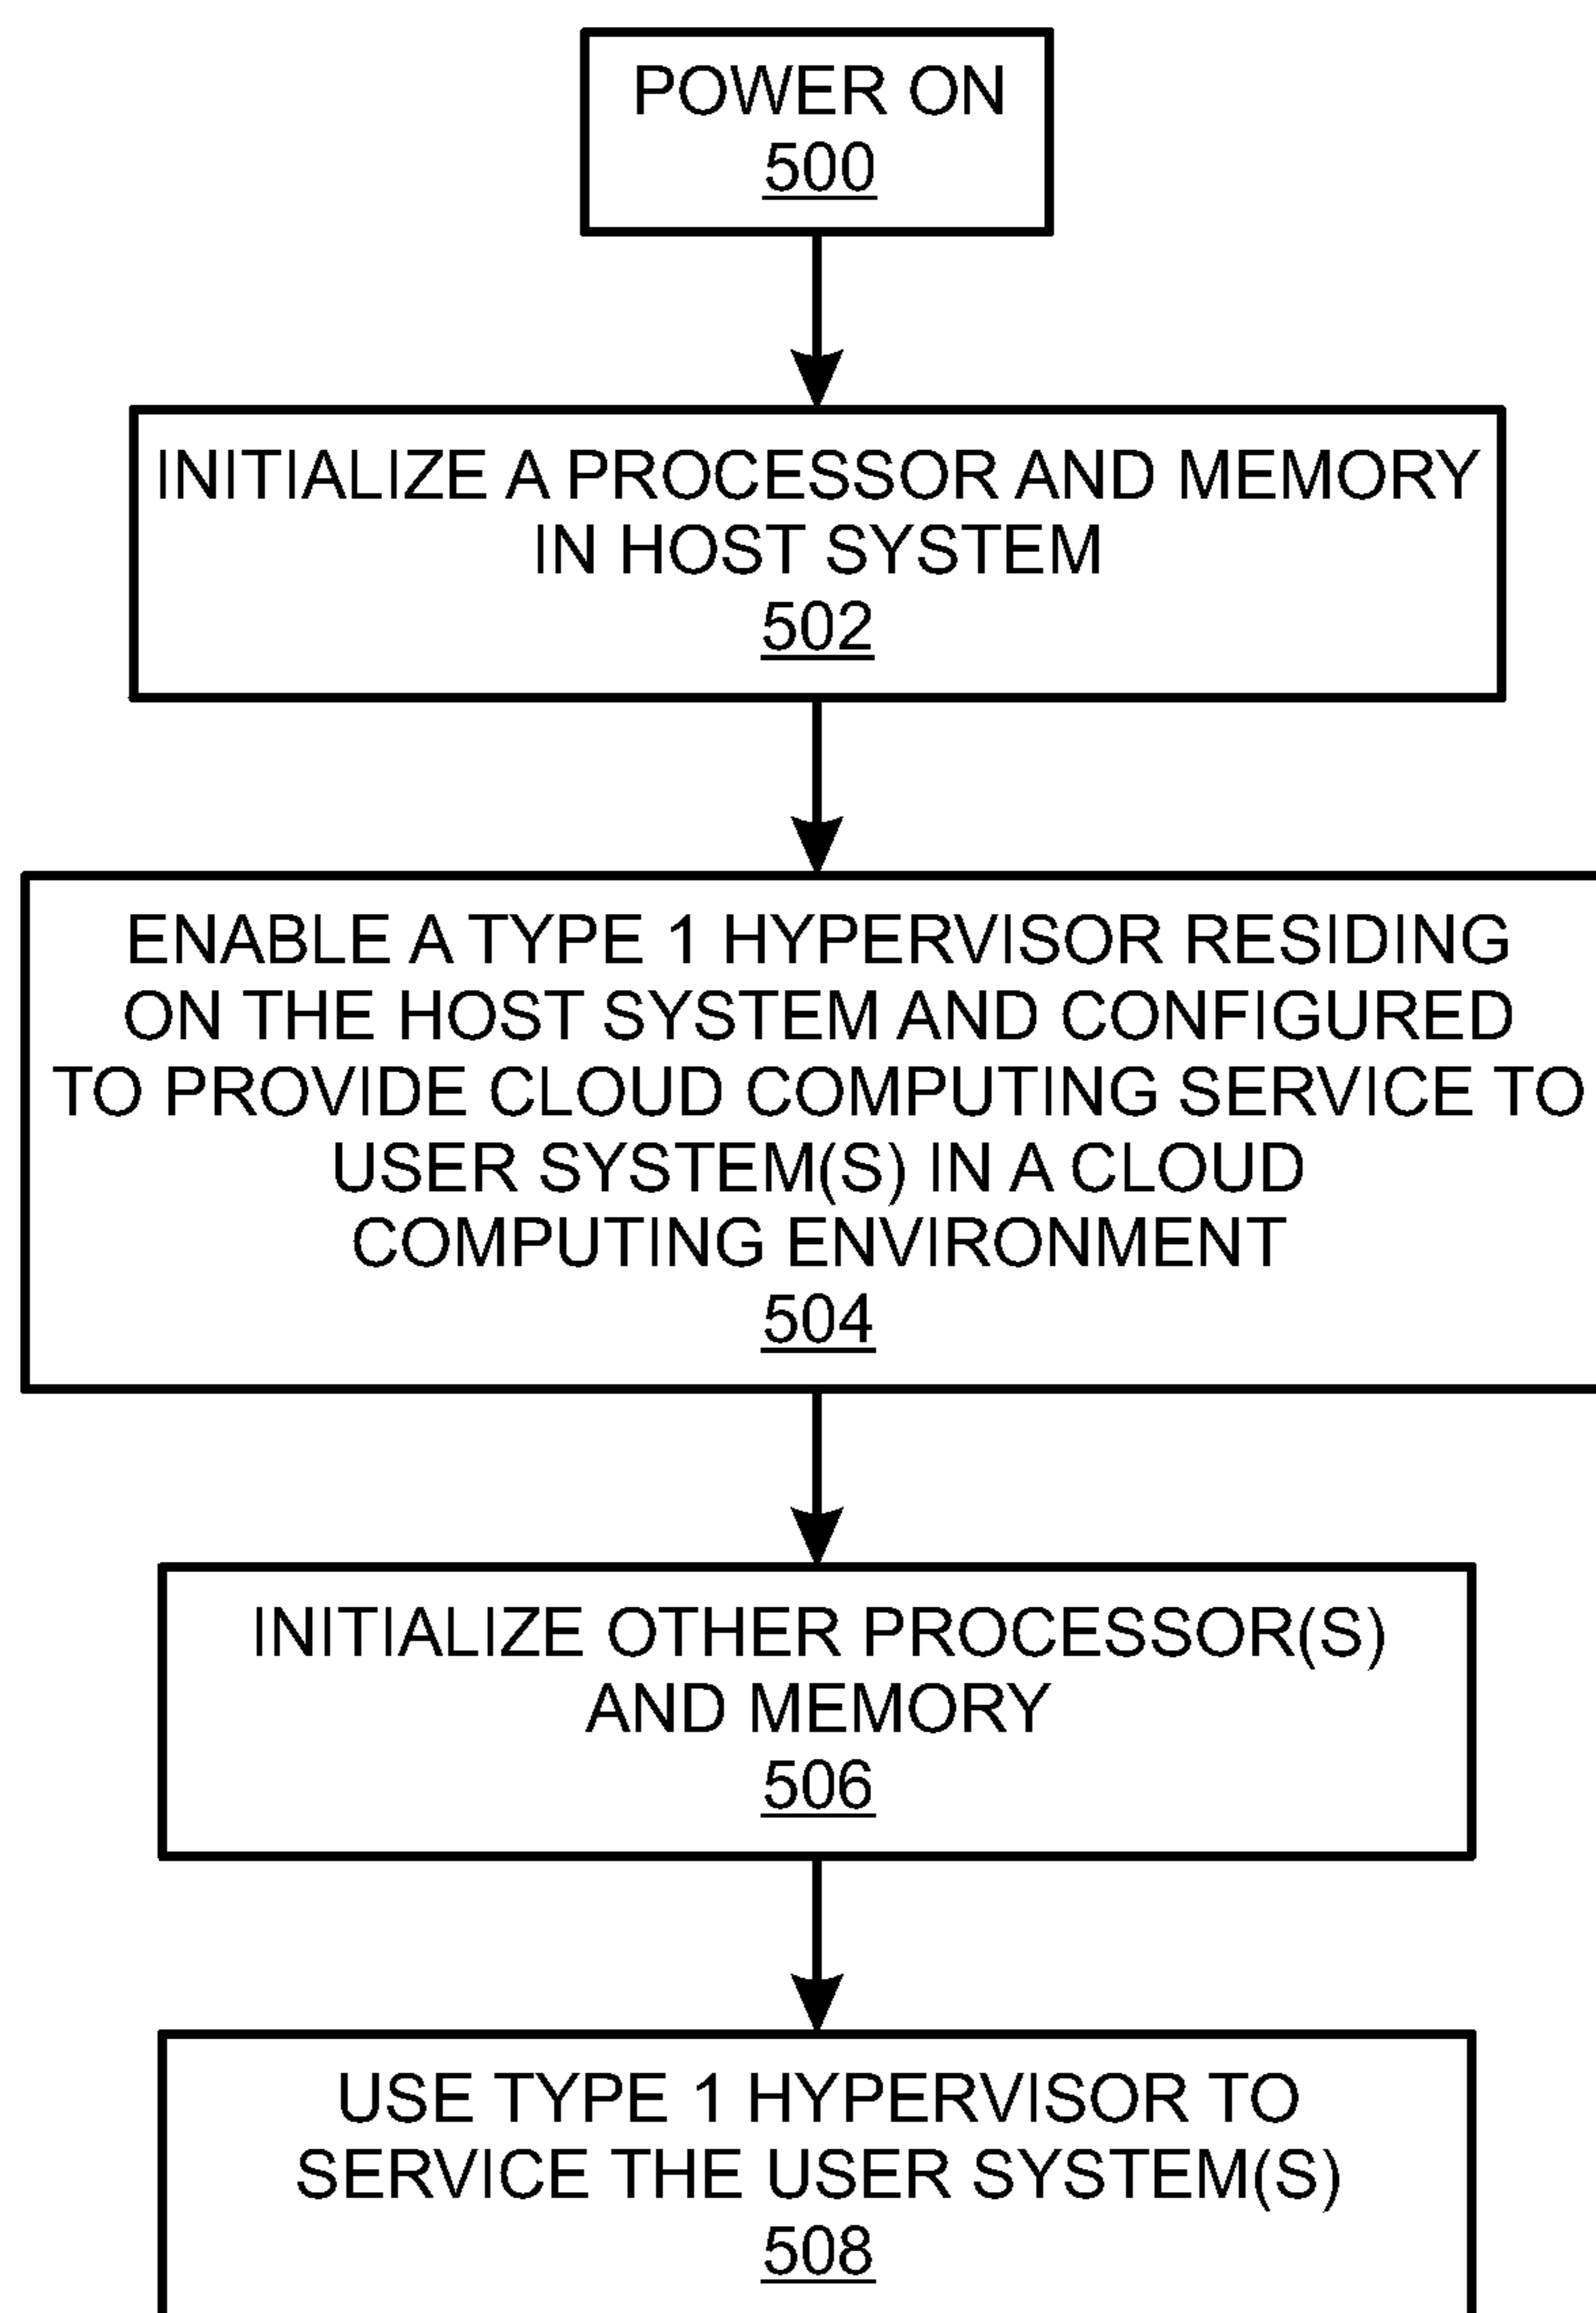 POWER ON
500
INITIALIZE A PROCESSOR AND MEMORY
IN HOST SYSTEM
502
ENABLE A TYPE 1 HYPERVISOR RESIDING
ON THE HOST SYSTEM AND CONFIGURED
TO PROVIDE CLOUD COMPUTING SERVICE TO
USER SYSTEM(S) IN A CLOUD
COMPUTING ENVIRONMENT
504
INITIALIZE OTHER PROCESSOR(S)
AND MEMORY
506
USE TYPE 1 HYPERVISOR TO
SERVICE THE USER SYSTEM(S)
508